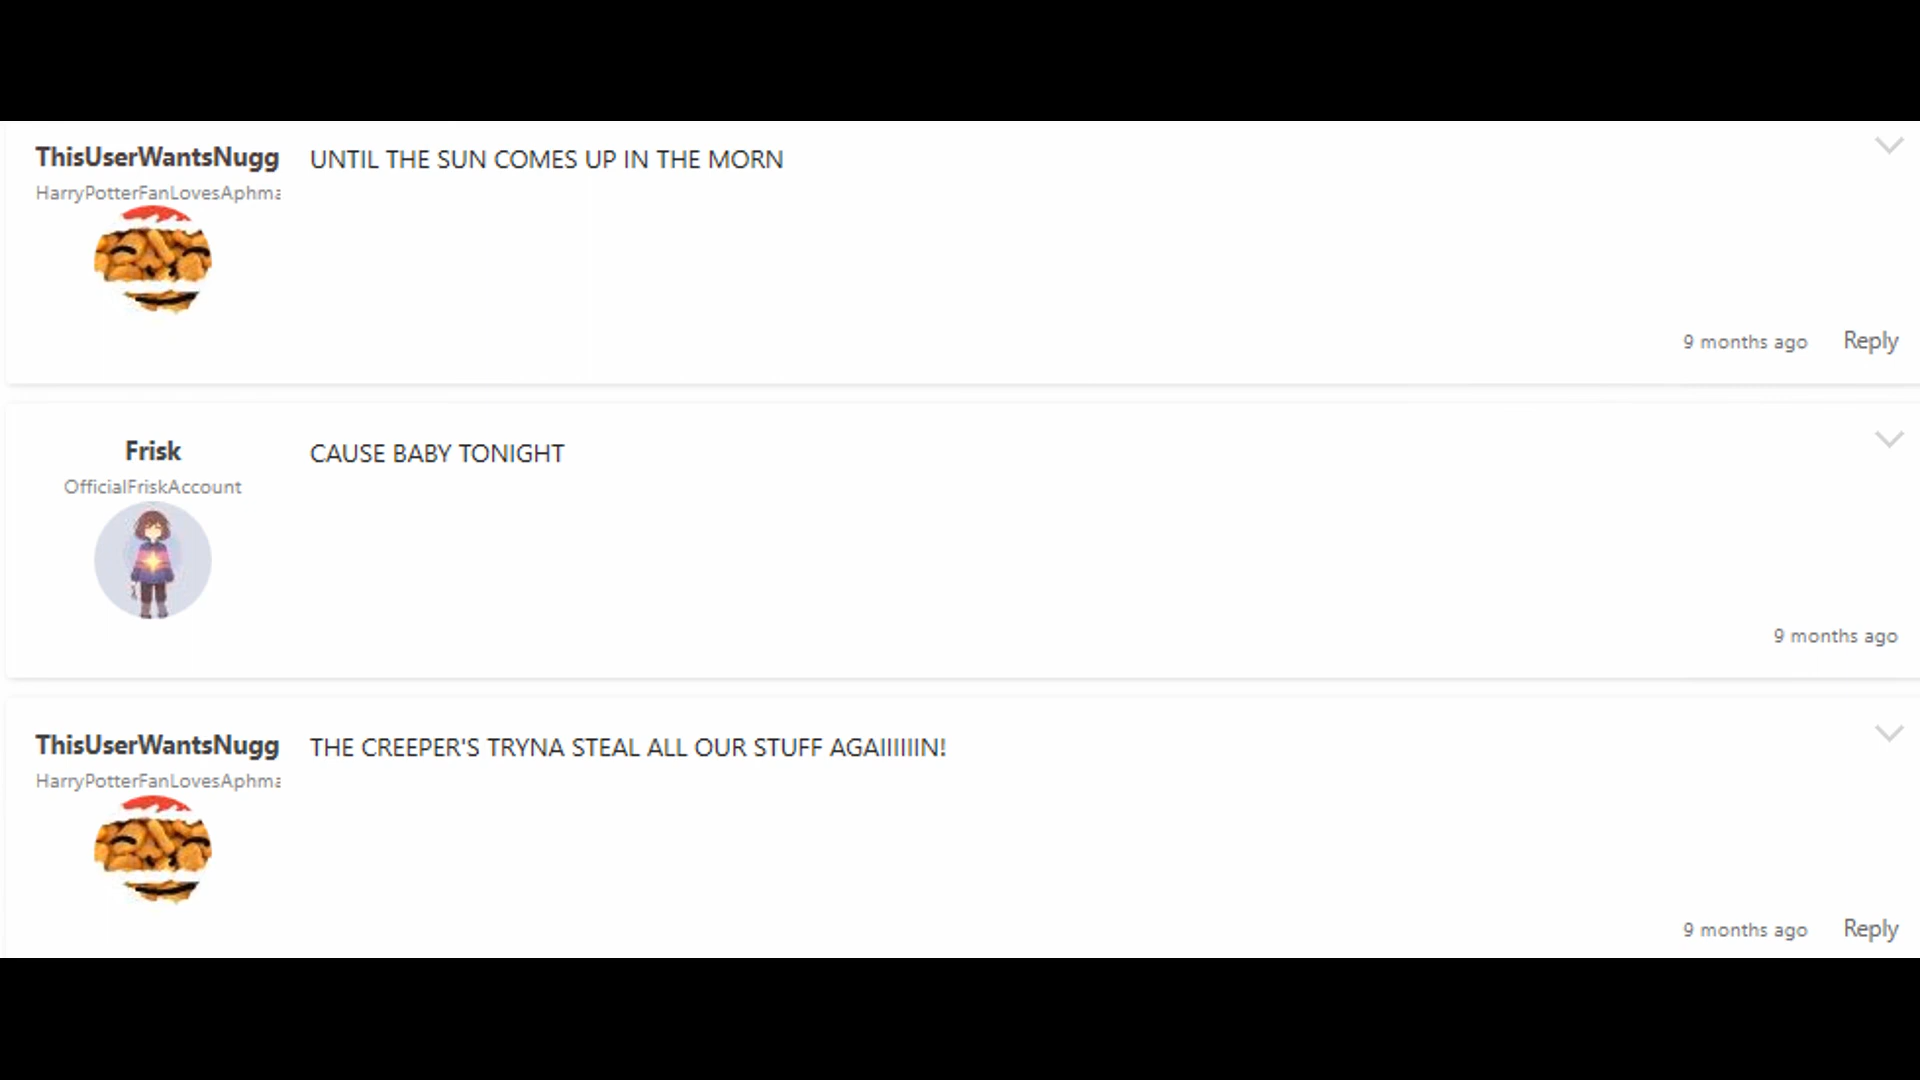 ThisUserWantsNugg
HarryPotterFanLovesAphma
UNTIL THE SUN COMES UP IN THE MORN
9 months ago
Reply
Frisk
OfficialFriskAccount
CAUSE BABY TONIGHT
9 months ago
ThisUserWantsNugg
HarryPotterFanLovesAphma
THE CREEPER'S TRYNA STEAL ALL OUR STUFF AGAIIIIIIN!
9 months ago
Reply